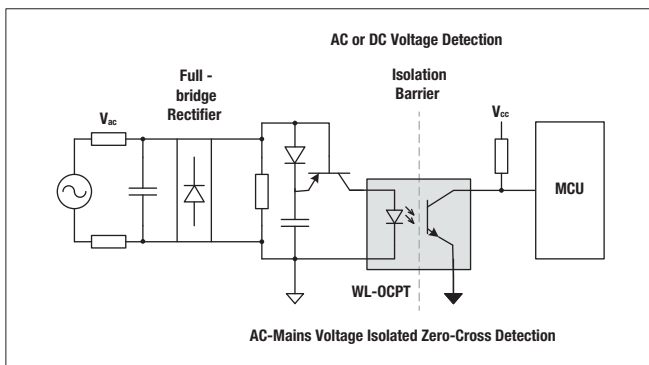 AC or DC Voltage Detection
Full -
bridge
Rectifier
Isolation
Barrier
Vac
Vcc
MCU
WL-OCPT
AC-Mains Voltage Isolated Zero-Cross Detection